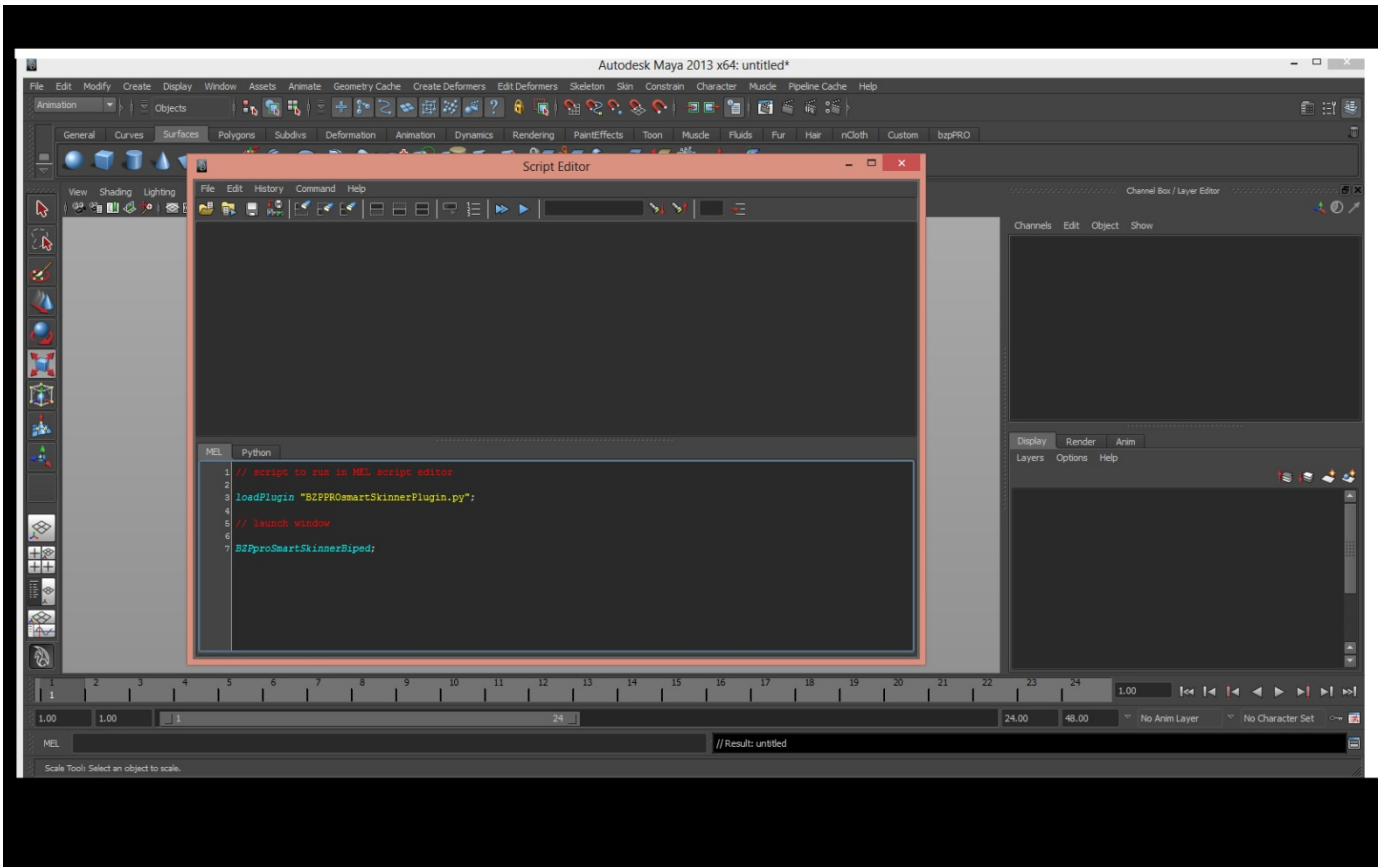 Autodesk Maya 2013 x64: untitled*
File Edit Modify Create Display Window Assets Animate Geometry Cache Create Deformers Edit Deformers Skeleton Skin Constrain Character Muscle Pipeline Cache Help
Animation Objects
General Curves Surfaces Polygons Subdivs Deformation Animation Dynamics Rendering PaintEffects Toon Muscle Fluids Fur Hair nCloth Custom bzpPRO
Script Editor
View Shading Lighting
File Edit History Command Help
Channel Box / Layer Editor
Channels Edit Object Show
Display Render Anim
Layers Options Help
MEL Python
1 // script to run in MEL script editor
2
3 loadPlugin "BZPPROsmartSkinnerPlugin.py";
4
5 // launch window
6
7 BZPproSmartSkinnerBiped;
1 2 3 4 5 6 7 8 9 10 11 12 13 14 15 16 17 18 19 20 21 22 23 24
1 1.00
1.00 1.00 1 24 24.00 48.00 No Anim Layer No Character Set
MEL // Result: untitled
Scale Tool: Select an object to scale.